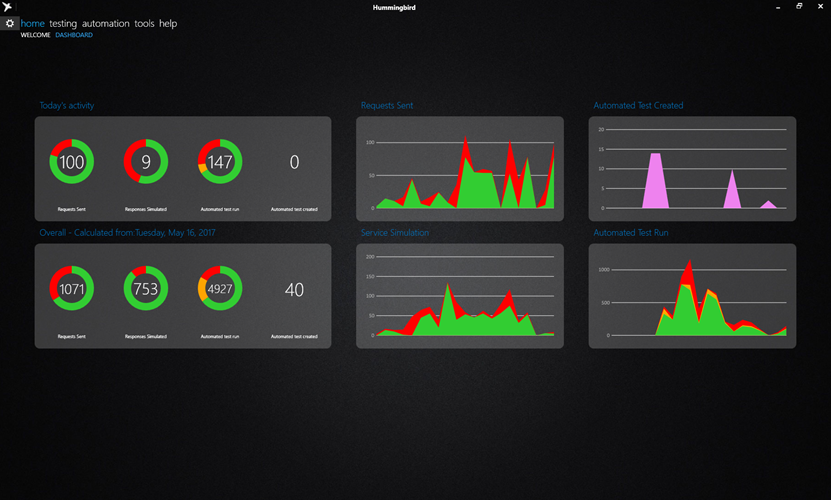 Hummingbird
home testing automation tools help
WELCOME DASHBOARD
Today's activity
100
9
147
0
Requests Sent
Responses Simulated
Automated test run
Automated test created
Requests Sent
100
0
Automated Test Created
20
15
10
5
0
Overall - Calculated from Tuesday, May 16, 2017
1071
753
4927
40
Requests Sent
Responses Simulated
Automated test run
Automated test created
Service Simulation
200
150
100
50
0
Automated Test Run
1000
500
0